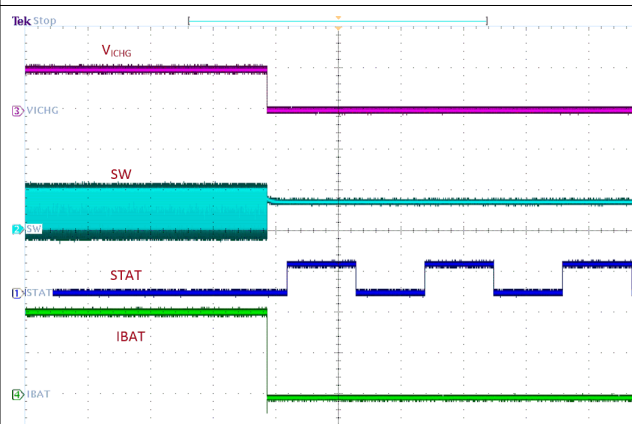 Tek Stop
VICHG
3 VICHG
SW
2 SW
STAT
1 STAT
IBAT
4 IBAT